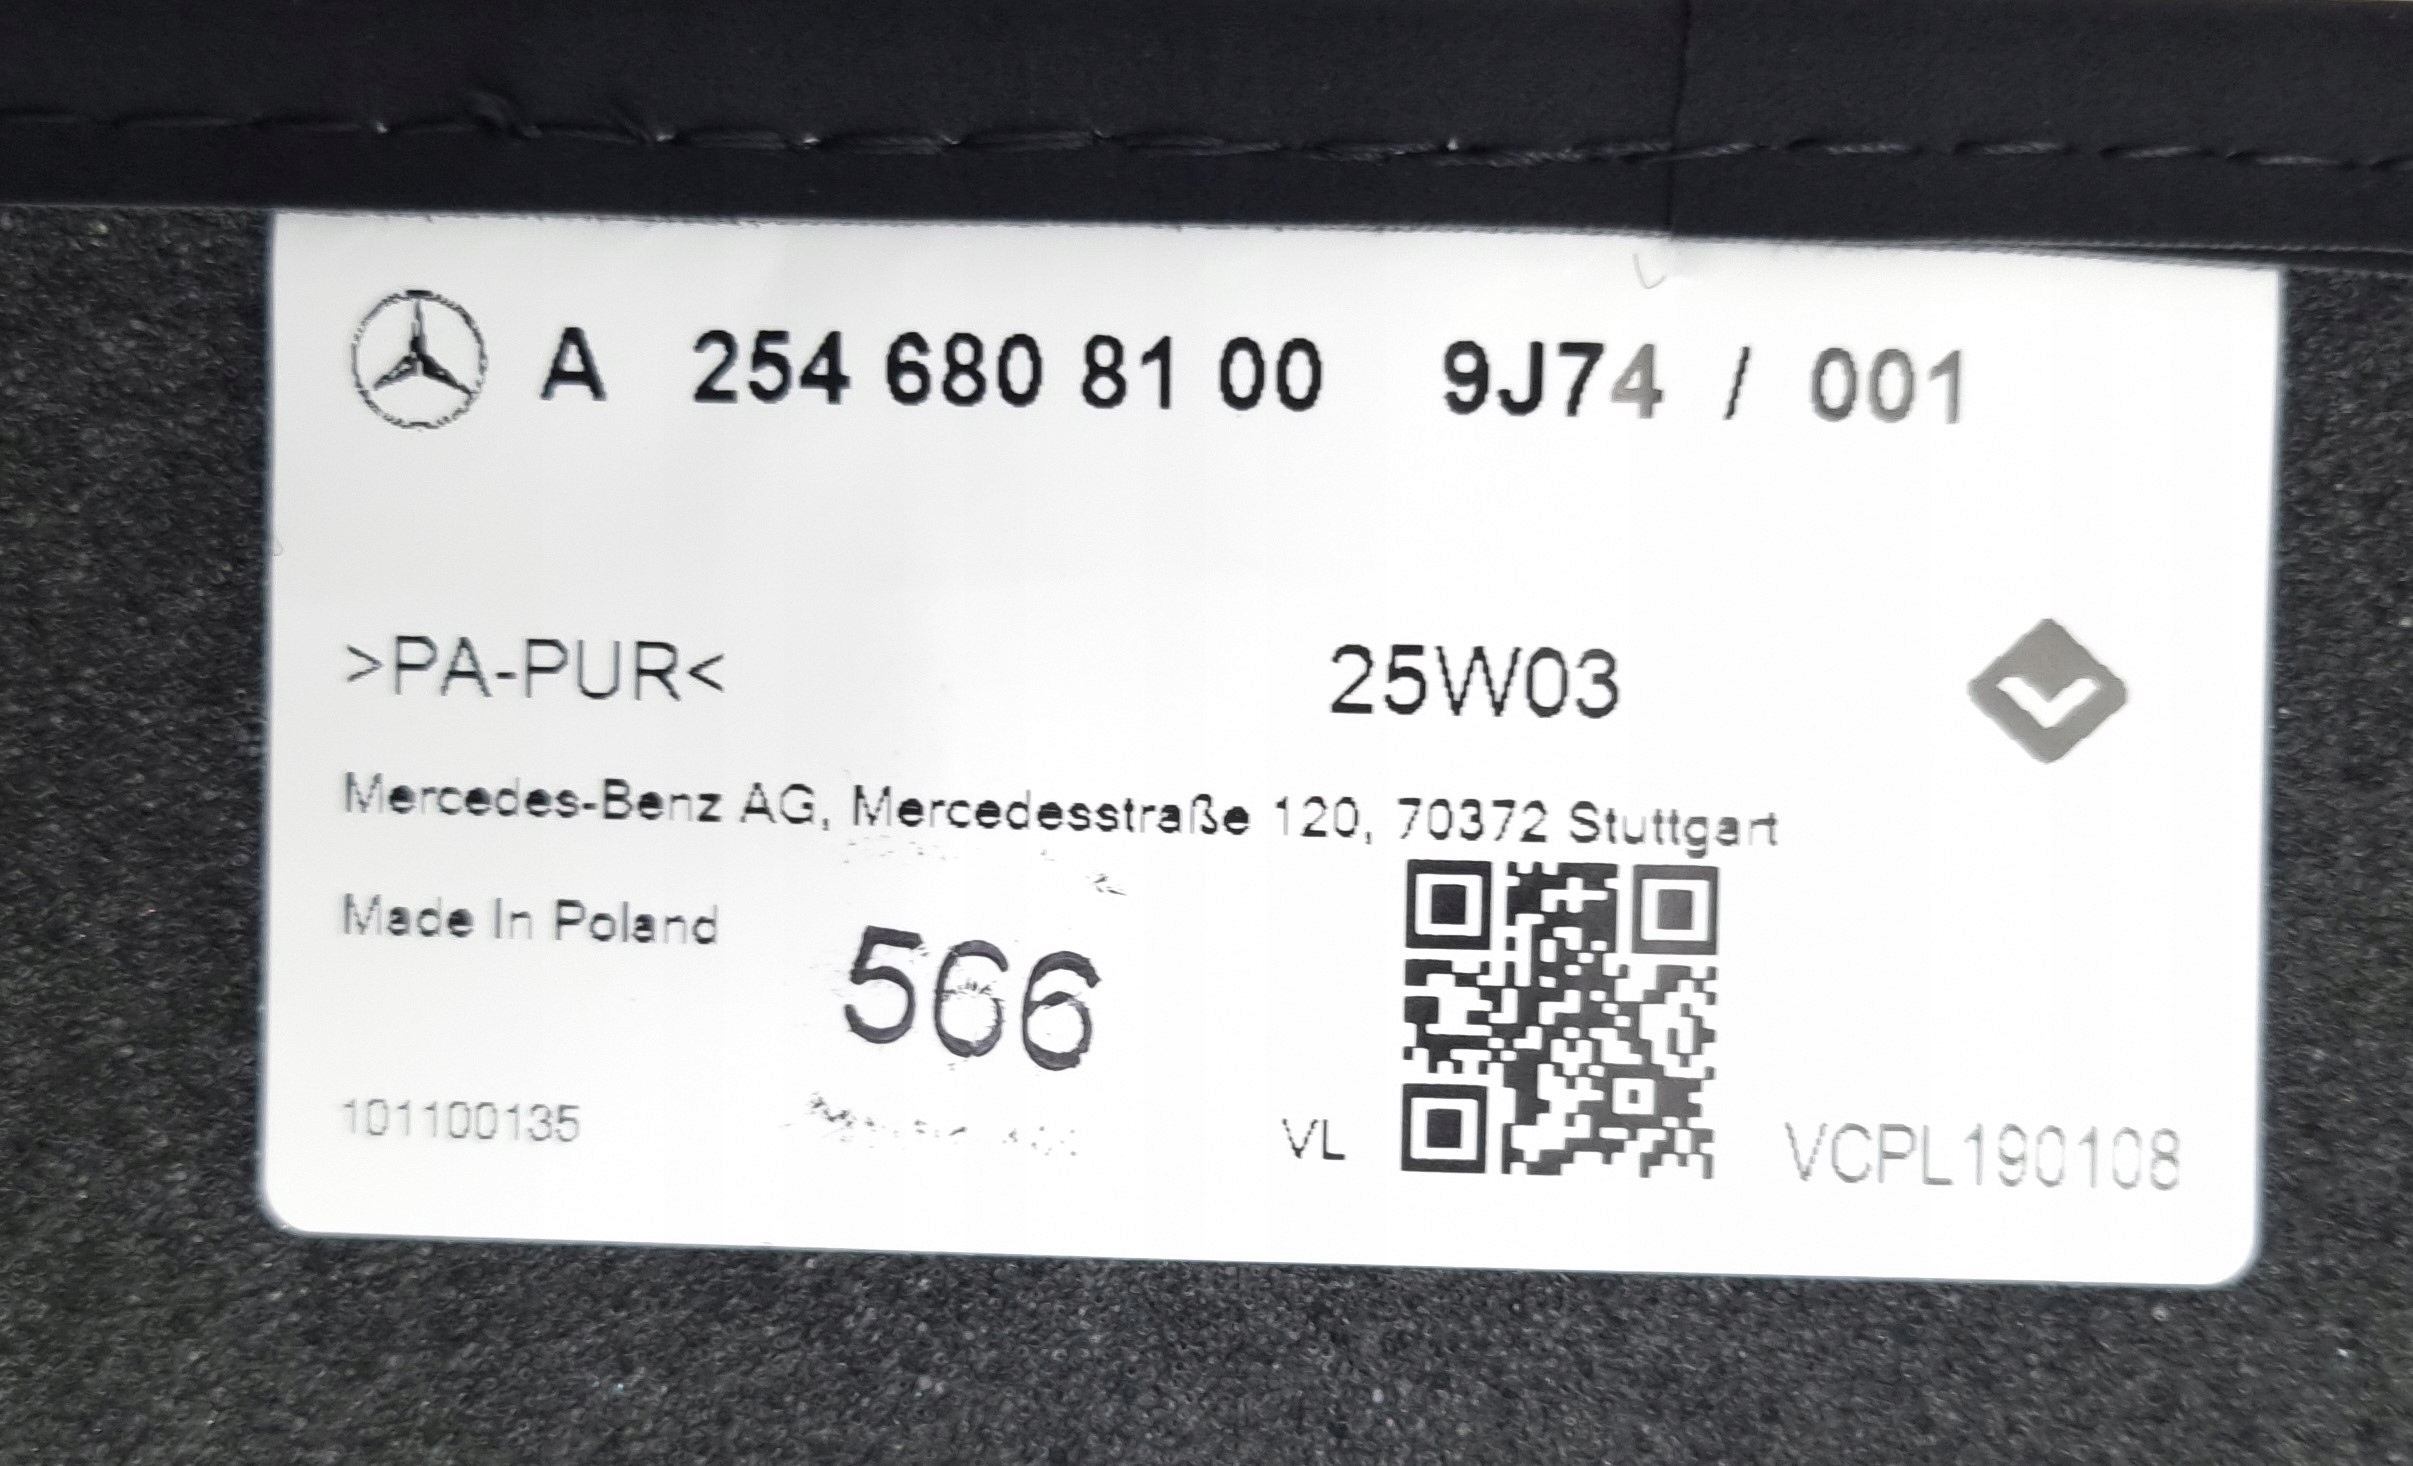 A 254 680 81 00 9J74 / 001
>PA-PUR< 25W03
Mercedes-Benz AG, Mercedesstraße 120, 70372 Stuttgart
Made In Poland
566
101100135 VL VCPL190108